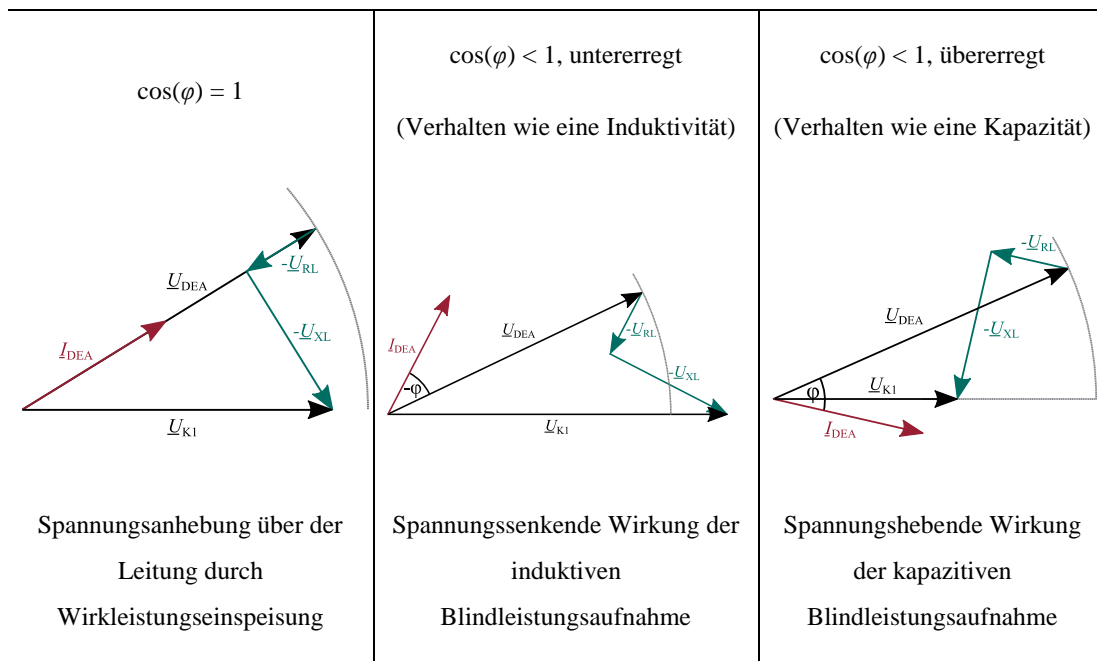 cos(φ) = 1
U_DEA
-U_RL
I_DEA
-U_XL
U_K1
Spannungsanhebung über der
Leitung durch
Wirkleistungseinspeisung
cos(φ) < 1, untererregt
(Verhalten wie eine Induktivität)
I_DEA
U_DEA
-U_RL
-φ
-U_XL
U_K1
Spannungssenkende Wirkung der
induktiven
Blindleistungsaufnahme
cos(φ) < 1, übererregt
(Verhalten wie eine Kapazität)
-U_RL
U_DEA
-U_XL
φ
U_K1
I_DEA
Spannungshebende Wirkung
der kapazitiven
Blindleistungsaufnahme